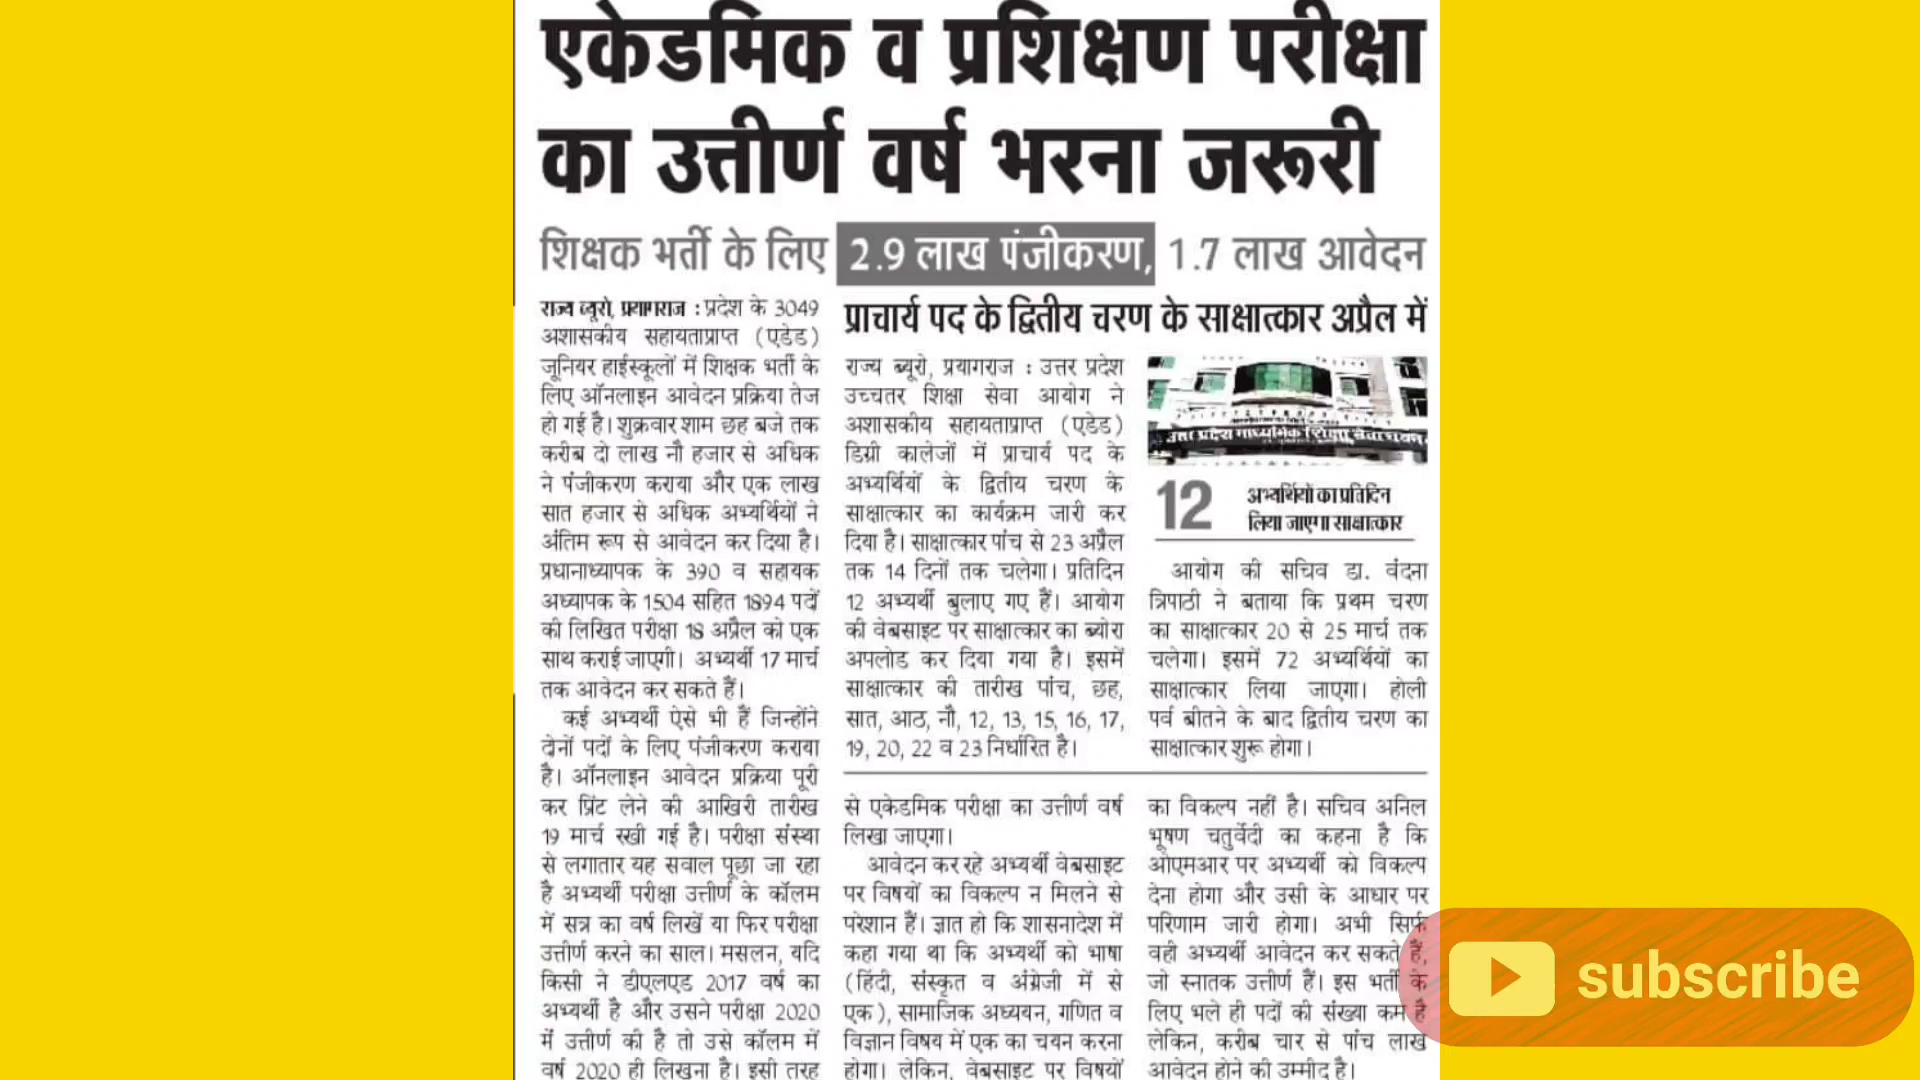 एकेडमिक व प्रशिक्षण परीक्षा
का उत्तीर्ण वर्ष भरना जरूरी
शिक्षक भर्ती के लिए 2.9 लाख पंजीकरण, 1.7 लाख आवेदन
राज्य ब्यूरो, प्रयागराज : प्रदेश के 3049
अशासकीय सहायताप्राप्त (एडेड)
जूनियर हाईस्कूलों में शिक्षक भर्ती के
लिए ऑनलाइन आवेदन प्रक्रिया तेज
हो गई है। शुक्रवार शाम छह बजे तक
करीब दो लाख नौ हजार से अधिक
ने पंजीकरण कराया और एक लाख
सात हजार से अधिक अभ्यर्थियों ने
अंतिम रूप से आवेदन कर दिया है।
प्रधानाध्यापक के 390 व सहायक
अध्यापक के 1504 सहित 1894 पदों
की लिखित परीक्षा 18 अप्रैल को एक
साथ कराई जाएगी। अभ्यर्थी 17 मार्च
तक आवेदन कर सकते हैं।
कई अभ्यर्थी ऐसे भी हैं जिन्होंने
दोनों पदों के लिए पंजीकरण कराया
है। ऑनलाइन आवेदन प्रक्रिया पूरी
कर प्रिंट लेने की आखिरी तारीख
19 मार्च रखी गई है। परीक्षा संस्था
से लगातार यह सवाल पूछा जा रहा
है अभ्यर्थी परीक्षा उत्तीर्ण के कॉलम
में सत्र का वर्ष लिखें या फिर परीक्षा
उत्तीर्ण करने का साल। मसलन, यदि
किसी ने डीएलएड 2017 वर्ष का
अभ्यर्थी है और उसने परीक्षा 2020
में उत्तीर्ण की है तो उसे कॉलम में
वर्ष 2020 ही लिखना है। इसी तरह
प्राचार्य पद के द्वितीय चरण के साक्षात्कार अप्रैल में
राज्य ब्यूरो, प्रयागराज : उत्तर प्रदेश
उच्चतर शिक्षा सेवा आयोग ने
अशासकीय सहायताप्राप्त (एडेड)
डिग्री कालेजों में प्राचार्य पद के
अभ्यर्थियों के द्वितीय चरण के
साक्षात्कार का कार्यक्रम जारी कर
दिया है। साक्षात्कार पांच से 23 अप्रैल
तक 14 दिनों तक चलेगा। प्रतिदिन
12 अभ्यर्थी बुलाए गए हैं। आयोग
की वेबसाइट पर साक्षात्कार का ब्योरा
अपलोड कर दिया गया है। इसमें
साक्षात्कार की तारीख पांच, छह,
सात, आठ, नौ, 12, 13, 15, 16, 17,
19, 20, 22 व 23 निर्धारित है।
उत्तर प्रदेश माध्यमिक शिक्षा सेवा चयन
12 अभ्यर्थियों का प्रतिदिन
लिया जाएगा साक्षात्कार
आयोग की सचिव डा. वंदना
त्रिपाठी ने बताया कि प्रथम चरण
का साक्षात्कार 20 से 25 मार्च तक
चलेगा। इसमें 72 अभ्यर्थियों का
साक्षात्कार लिया जाएगा। होली
पर्व बीतने के बाद द्वितीय चरण का
साक्षात्कार शुरू होगा।
से एकेडमिक परीक्षा का उत्तीर्ण वर्ष
लिखा जाएगा।
आवेदन कर रहे अभ्यर्थी वेबसाइट
पर विषयों का विकल्प न मिलने से
परेशान हैं। ज्ञात हो कि शासनादेश में
कहा गया था कि अभ्यर्थी को भाषा
(हिंदी, संस्कृत व अंग्रेजी में से
एक), सामाजिक अध्ययन, गणित व
विज्ञान विषय में एक का चयन करना
होगा। लेकिन, वेबसाइट पर विषयों
का विकल्प नहीं है। सचिव अनिल
भूषण चतुर्वेदी का कहना है कि
ओएमआर पर अभ्यर्थी को विकल्प
देना होगा और उसी के आधार पर
परिणाम जारी होगा। अभी सिर्फ
वही अभ्यर्थी आवेदन कर सकते हैं,
जो स्नातक उत्तीर्ण हैं। इस भर्ती के
लिए भले ही पदों की संख्या कम है
लेकिन, करीब चार से पांच लाख
आवेदन होने की उम्मीद है।
subscribe